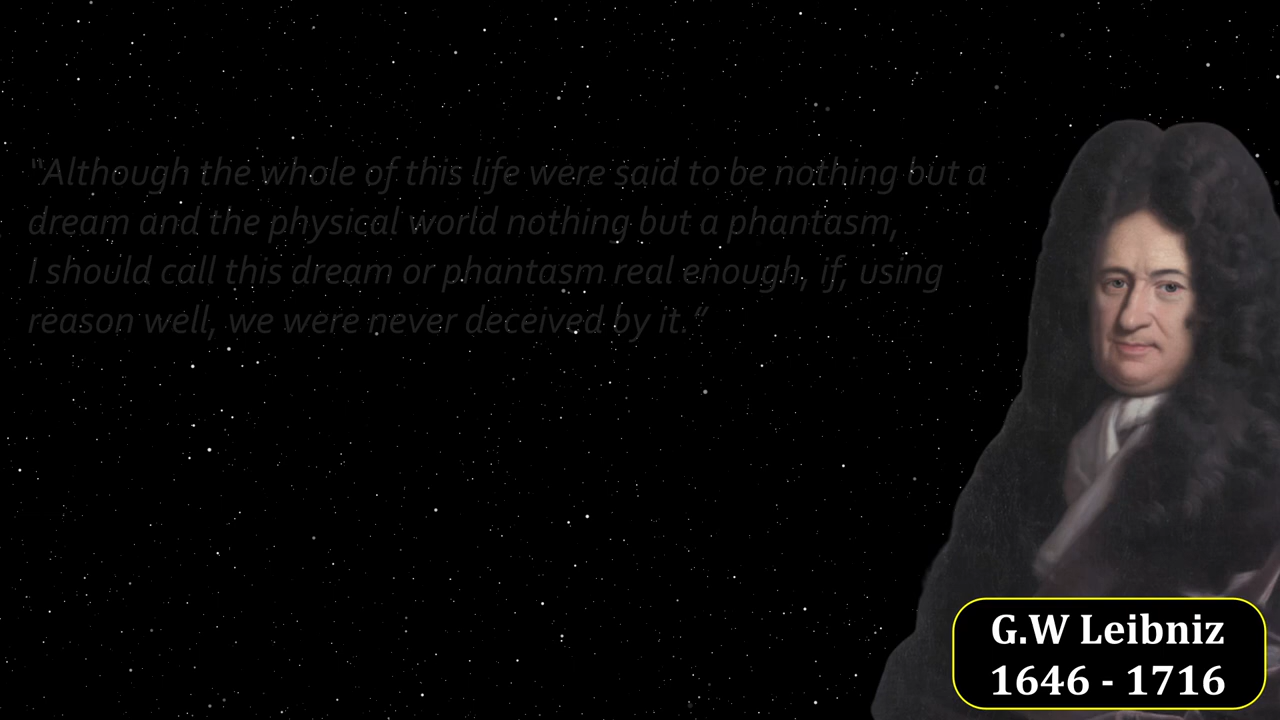 "Although the whole of this life were said to be nothing but a
dream and the physical world nothing but a phantasm,
I should call this dream or phantasm real enough, if, using
reason well, we were never deceived by it.“
G.W Leibniz
1646 - 1716